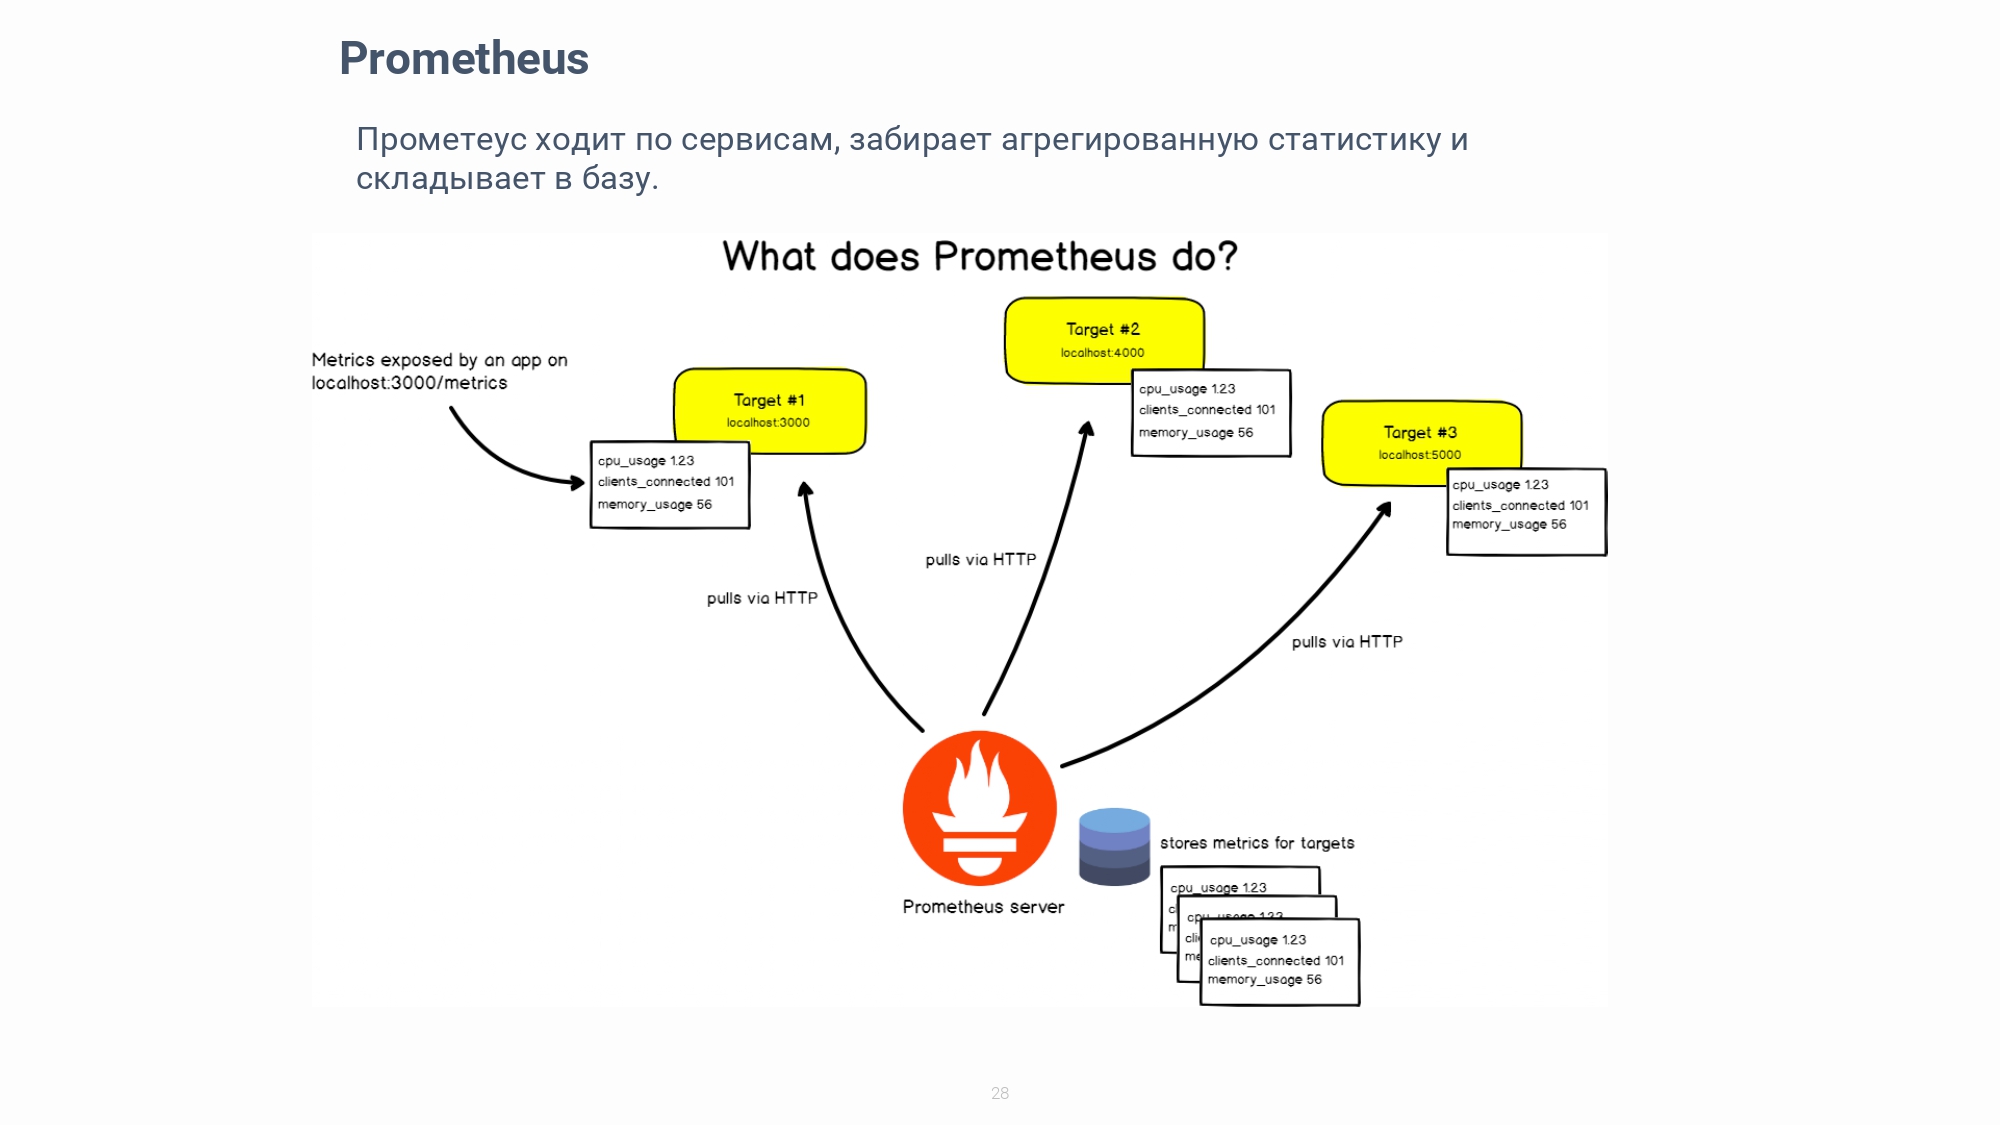 Prometheus
Прометеус ходит по сервисам, забирает агрегированную статистику и
складывает в базу.
What does Prometheus do?
Metrics exposed by an app on
localhost:3000/metrics
Target #1
localhost:3000
cpu_usage 1.23
clients_connected 101
memory_usage 56
Target #2
localhost:4000
cpu_usage 1.23
clients_connected 101
memory_usage 56
Target #3
localhost:5000
cpu_usage 1.23
clients_connected 101
memory_usage 56
pulls via HTTP
pulls via HTTP
pulls via HTTP
Prometheus server
stores metrics for targets
cpu_usage 1.23
cpu_usage 1.23
cpu_usage 1.23
clients_connected 101
memory_usage 56
28